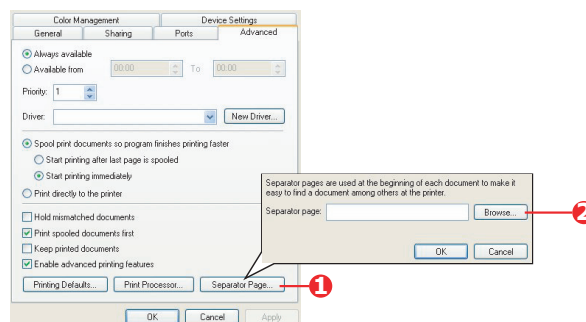 Color Management Device Settings
General Sharing Ports Advanced
Always available
Available from 00:00 To 00:00
Priority: 1
Driver: New Driver...
Spool print documents so program finishes printing faster
Start printing after last page is spooled
Start printing immediately
Print directly to the printer
Hold mismatched documents
Print spooled documents first
Keep printed documents
Enable advanced printing features
Printing Defaults... Print Processor... Separator Page...
1
OK Cancel Apply
Separator pages are used at the beginning of each document to make it
easy to find a document among others at the printer.
Separator page: Browse...
2
OK Cancel